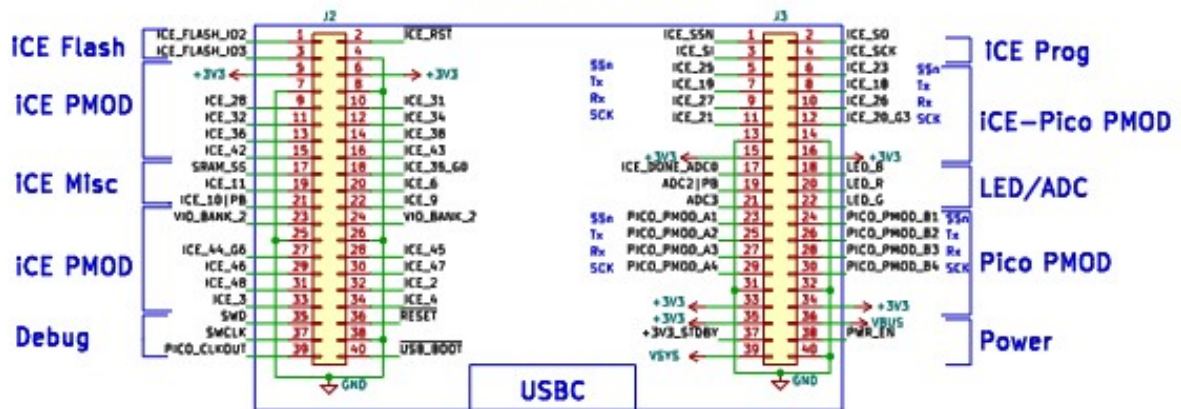 J2 J3
ICE_FLASH_IO2 1 2 ICE_RST ICE_SSN 1 2 ICE_SO
iCE Flash ICE_FLASH_IO3 3 4 ICE_SI 3 4 ICE_SCK iCE Prog
+3V3 5 6 +3V3 SSn ICE_25 5 6 ICE_23 SSn
7 8 Tx ICE_19 7 8 ICE_18 Tx
iCE PMOD ICE_28 9 10 ICE_31 Rx ICE_27 9 10 ICE_26 Rx
ICE_32 11 12 ICE_34 SCK ICE_21 11 12 ICE_20_G3 SCK iCE-Pico PMOD
ICE_36 13 14 ICE_38 13 14
ICE_42 15 16 ICE_43 +3V3 15 16 +3V3
SRAM_SS 17 18 ICE_35_G0 ICE_DONE_ADC0 17 18 LED_B
iCE Misc ICE_11 19 20 ICE_6 ADC2|PB 19 20 LED_R LED/ADC
ICE_10|PB 21 22 ICE_9 ADC3 21 22 LED_G
VIO_BANK_2 23 24 VIO_BANK_2 SSn PICO_PMOD_A1 23 24 PICO_PMOD_B1 SSn
25 26 Tx PICO_PMOD_A2 25 26 PICO_PMOD_B2 Tx
iCE PMOD ICE_44_G6 27 28 ICE_45 Rx PICO_PMOD_A3 27 28 PICO_PMOD_B3 Rx Pico PMOD
ICE_46 29 30 ICE_47 SCK PICO_PMOD_A4 29 30 PICO_PMOD_B4 SCK
ICE_48 31 32 ICE_2 31 32
ICE_3 33 34 ICE_4 +3V3 33 34 +3V3
SWD 35 36 RESET +3V3 35 36 VBUS
Debug SWCLK 37 38 +3V3_STDBY 37 38 PWR_EN Power
PICO_CLKOUT 39 40 USB_BOOT VSYS 39 40
GND GND
USBC